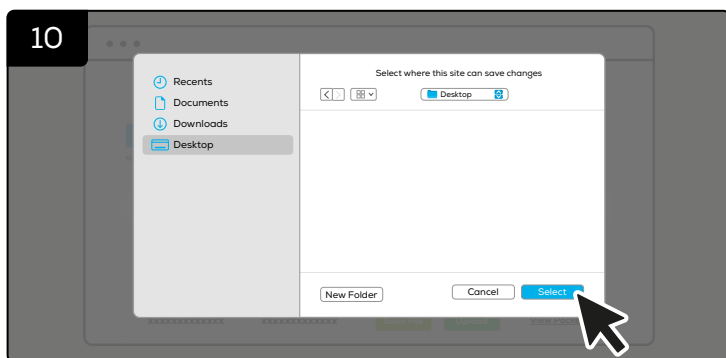 10
Select where this site can save changes
Recents
Documents
Downloads
Desktop
Desktop
New Folder
Cancel
Select